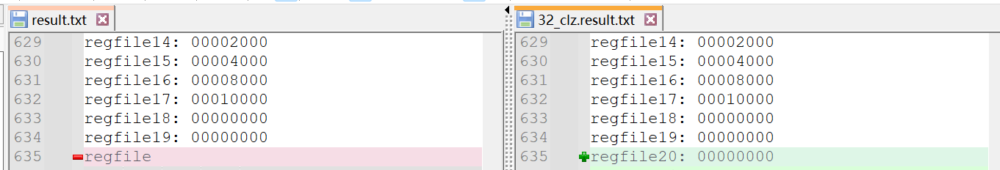 result.txt
629 regfile14: 00002000
630 regfile15: 00004000
631 regfile16: 00008000
632 regfile17: 00010000
633 regfile18: 00000000
634 regfile19: 00000000
635 regfile
32_clz.result.txt
629 regfile14: 00002000
630 regfile15: 00004000
631 regfile16: 00008000
632 regfile17: 00010000
633 regfile18: 00000000
634 regfile19: 00000000
635 regfile20: 00000000